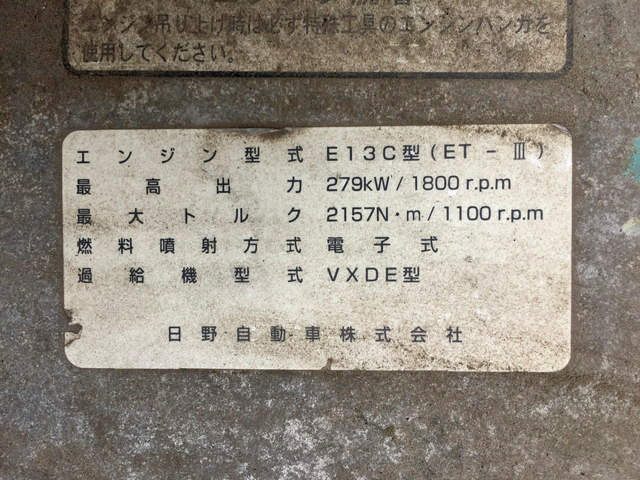 エンジン吊り上げ時は必ず特殊工具のエンジンハンガを
使用してください。
エンジン型式 E13C型(ET-Ⅲ)
最高出力 279kW/1800r.p.m
最大トルク 2157N・m/1100r.p.m
燃料噴射方式 電子式
過給機型式 VXDE型
日野自動車株式会社